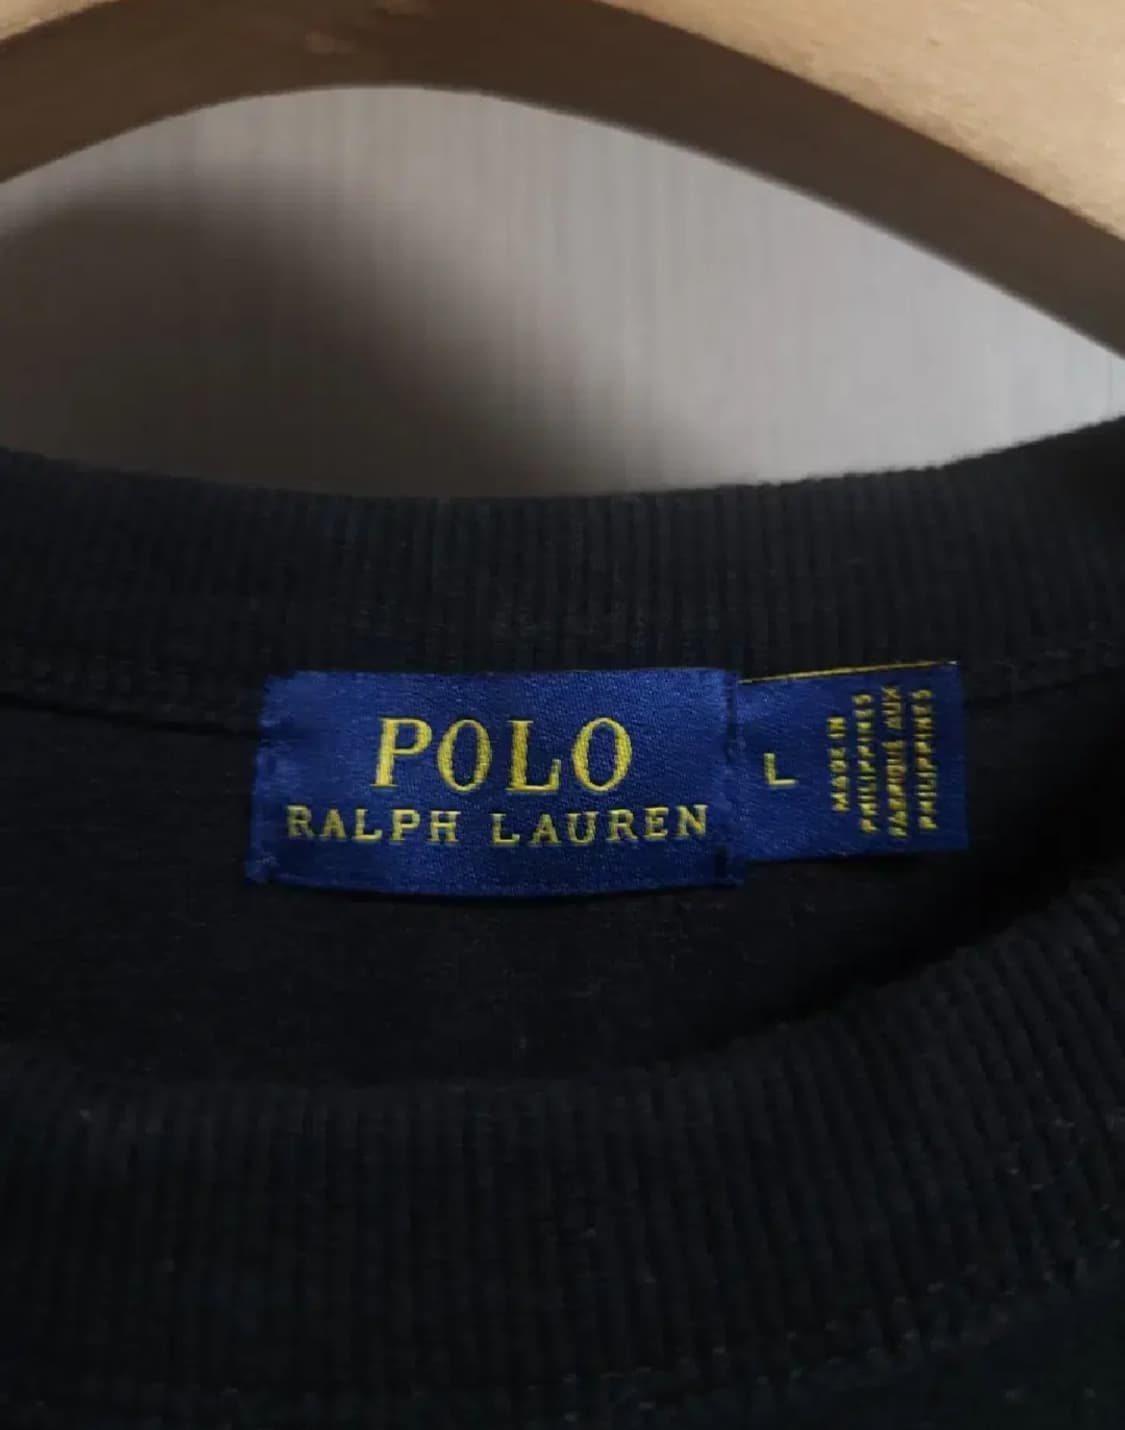 POLO
RALPH LAUREN
L
MADE IN
PHILIPPINES
FABRIQUÉ AUX
PHILIPPINES